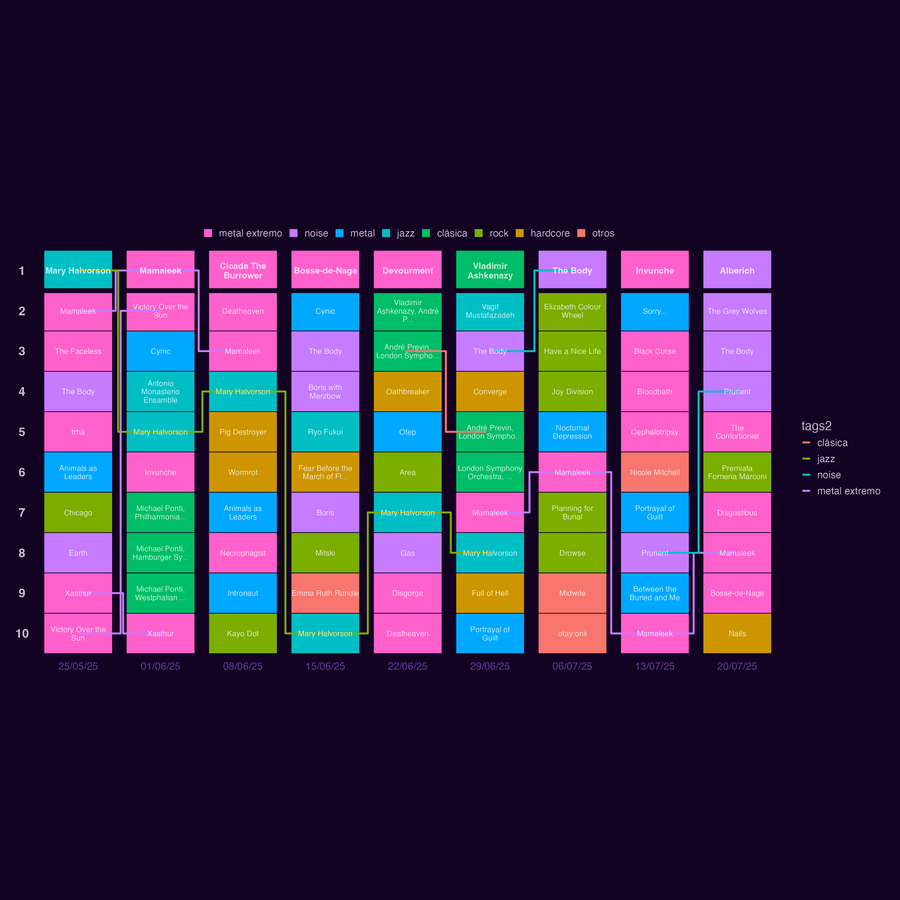 metal extremo noise metal jazz clásica rock hardcore otros
1
Mary Halvorson
Mamaleek
Cicada The
Burrower
Bosse-de-Nage
Devourment
Vladimir
Ashkenazy
The Body
Invunche
Alberich
2
Mamaleek
Victory Over the
Sun
Deafheaven
Cynic
Vladimir
Ashkenazy, André
P...
Vagif
Mustafazadeh
Elizabeth Colour
Wheel
Sorry...
The Grey Wolves
3
The Faceless
Cynic
Mamaleek
The Body
André Previn,
London Sympho...
The Body
Have a Nice Life
Black Curse
The Body
4
The Body
Antonio
Monasterio
Ensamble
Mary Halvorson
Boris with
Merzbow
Oathbreaker
Converge
Joy Division
Bloodbath
Prurient
5
trhä
Mary Halvorson
Pig Destroyer
Ryo Fukui
Otep
André Previn,
London Sympho...
Nocturnal
Depression
Cephalotripsy
The
Contortionist
6
Animals as
Leaders
Invunche
Wormrot
Fear Before the
March of Fl...
Area
London Symphony
Orchestra, ...
Mamaleek
Nicole Mitchell
Premiata
Forneria Marconi
7
Chicago
Michael Ponti,
Philharmonia...
Animals as
Leaders
Boris
Mary Halvorson
Mamaleek
Planning for
Burial
Portrayal of
Guilt
Disgustibus
8
Earth
Michael Ponti,
Hamburger Sy...
Necrophagist
Mitski
Gas
Mary Halvorson
Drowse
Prurient
Mamaleek
9
Xasthur
Michael Ponti,
Westphalian ...
Intronaut
Emma Ruth Rundle
Disgorge
Full of Hell
Midwife
Between the
Buried and Me
Bosse-de-Nage
10
Victory Over the
Sun
Xasthur
Kayo Dot
Mary Halvorson
Deafheaven
Portrayal of
Guilt
otay:onii
Mamaleek
Nails
25/05/25 01/06/25 08/06/25 15/06/25 22/06/25 29/06/25 06/07/25 13/07/25 20/07/25
tags2
clásica
jazz
noise
metal extremo